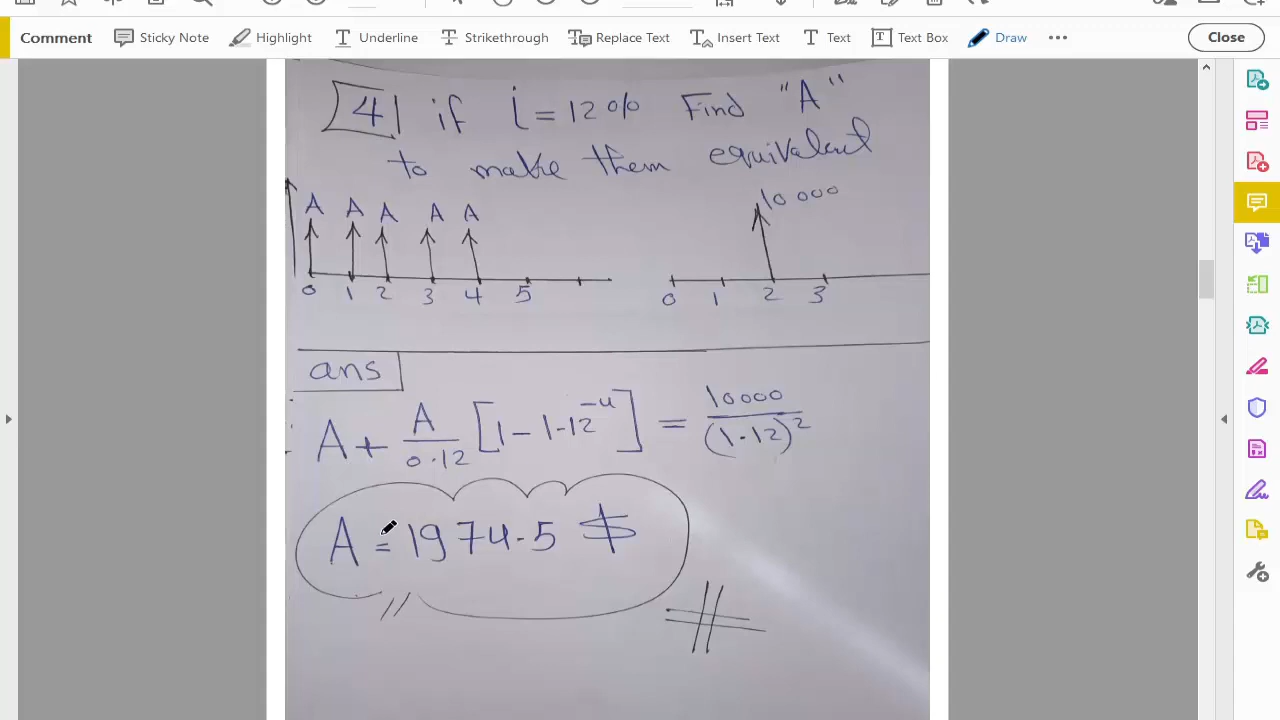 Comment Sticky Note Highlight Underline Strikethrough Replace Text Insert Text Text Text Box Draw Close
4 if i = 12% Find "A"
to make them equivalent
A A A A A 10 000
0 1 2 3 4 5 0 1 2 3
ans
A + A/0.12 [1 - 1.12^-4] = 10000/(1.12)^2
A = 1974.5 $